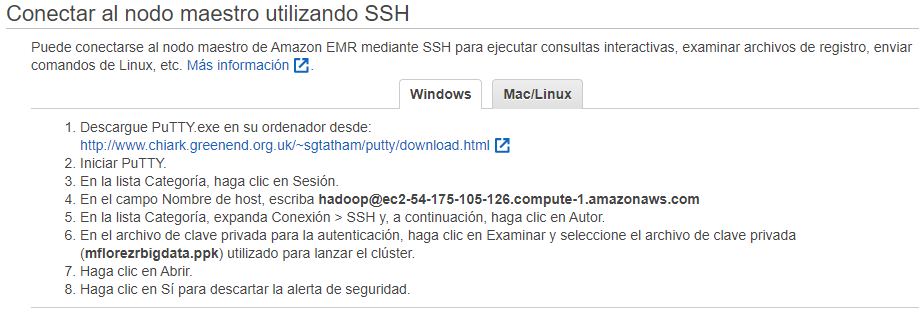 Conectar al nodo maestro utilizando SSH
Puede conectarse al nodo maestro de Amazon EMR mediante SSH para ejecutar consultas interactivas, examinar archivos de registro, enviar
comandos de Linux, etc. Más información.
Windows
Mac/Linux
1. Descargue PuTTY.exe en su ordenador desde:
http://www.chiark.greenend.org.uk/~sgtatham/putty/download.html
2. Iniciar PuTTY.
3. En la lista Categoría, haga clic en Sesión.
4. En el campo Nombre de host, escriba hadoop@ec2-54-175-105-126.compute-1.amazonaws.com
5. En la lista Categoría, expanda Conexión > SSH y, a continuación, haga clic en Autor.
6. En el archivo de clave privada para la autenticación, haga clic en Examinar y seleccione el archivo de clave privada
(mflorezrbigdata.ppk) utilizado para lanzar el clúster.
7. Haga clic en Abrir.
8. Haga clic en Sí para descartar la alerta de seguridad.